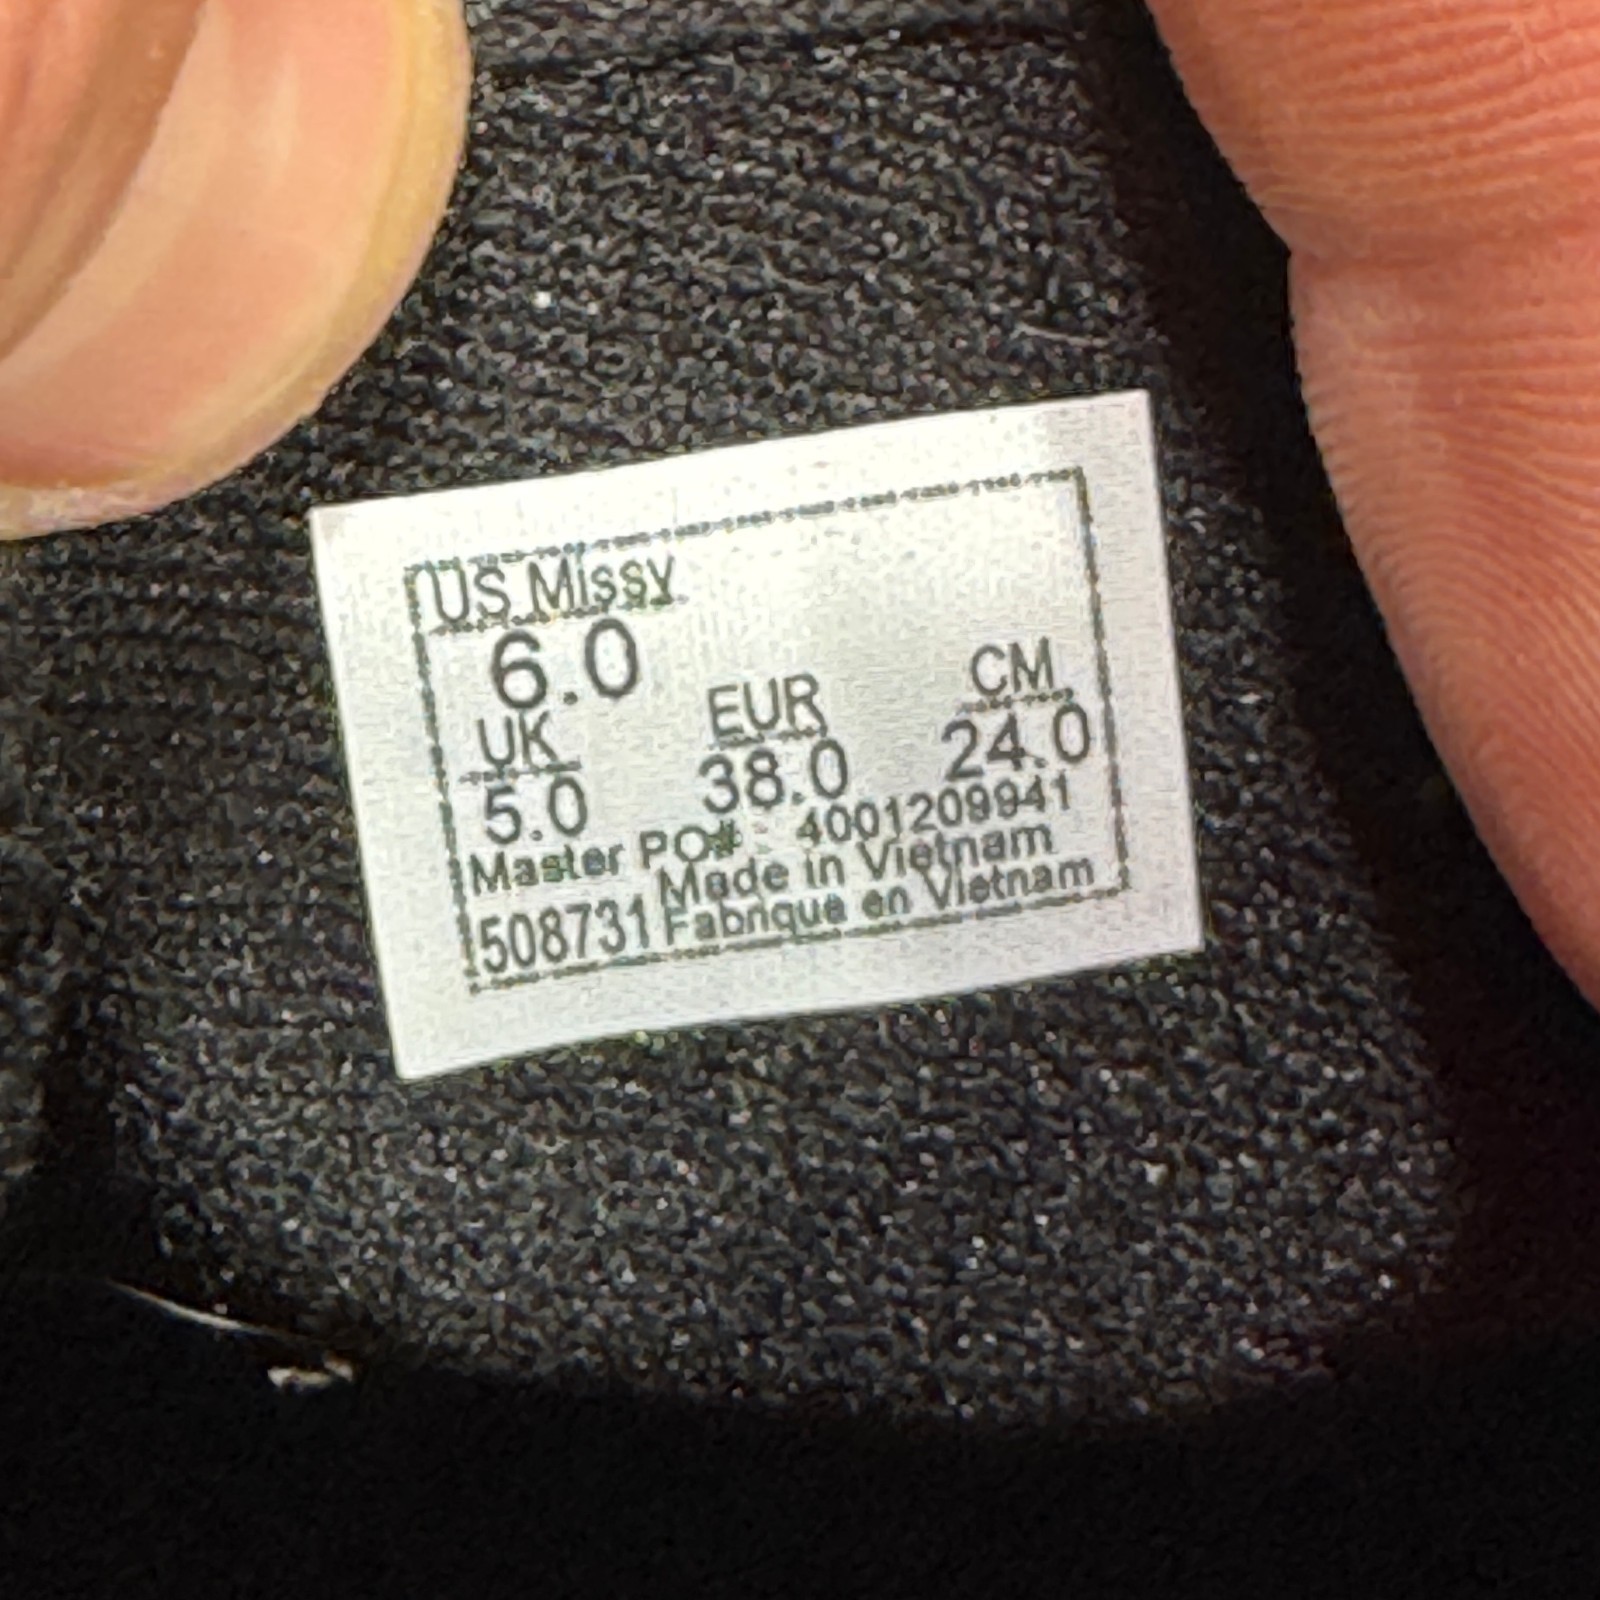 US Missy
6.0
UK EUR CM
5.0 38.0 24.0
Master PO# : 4001209941
Made in Vietnam
508731 Fabrique en Vietnam